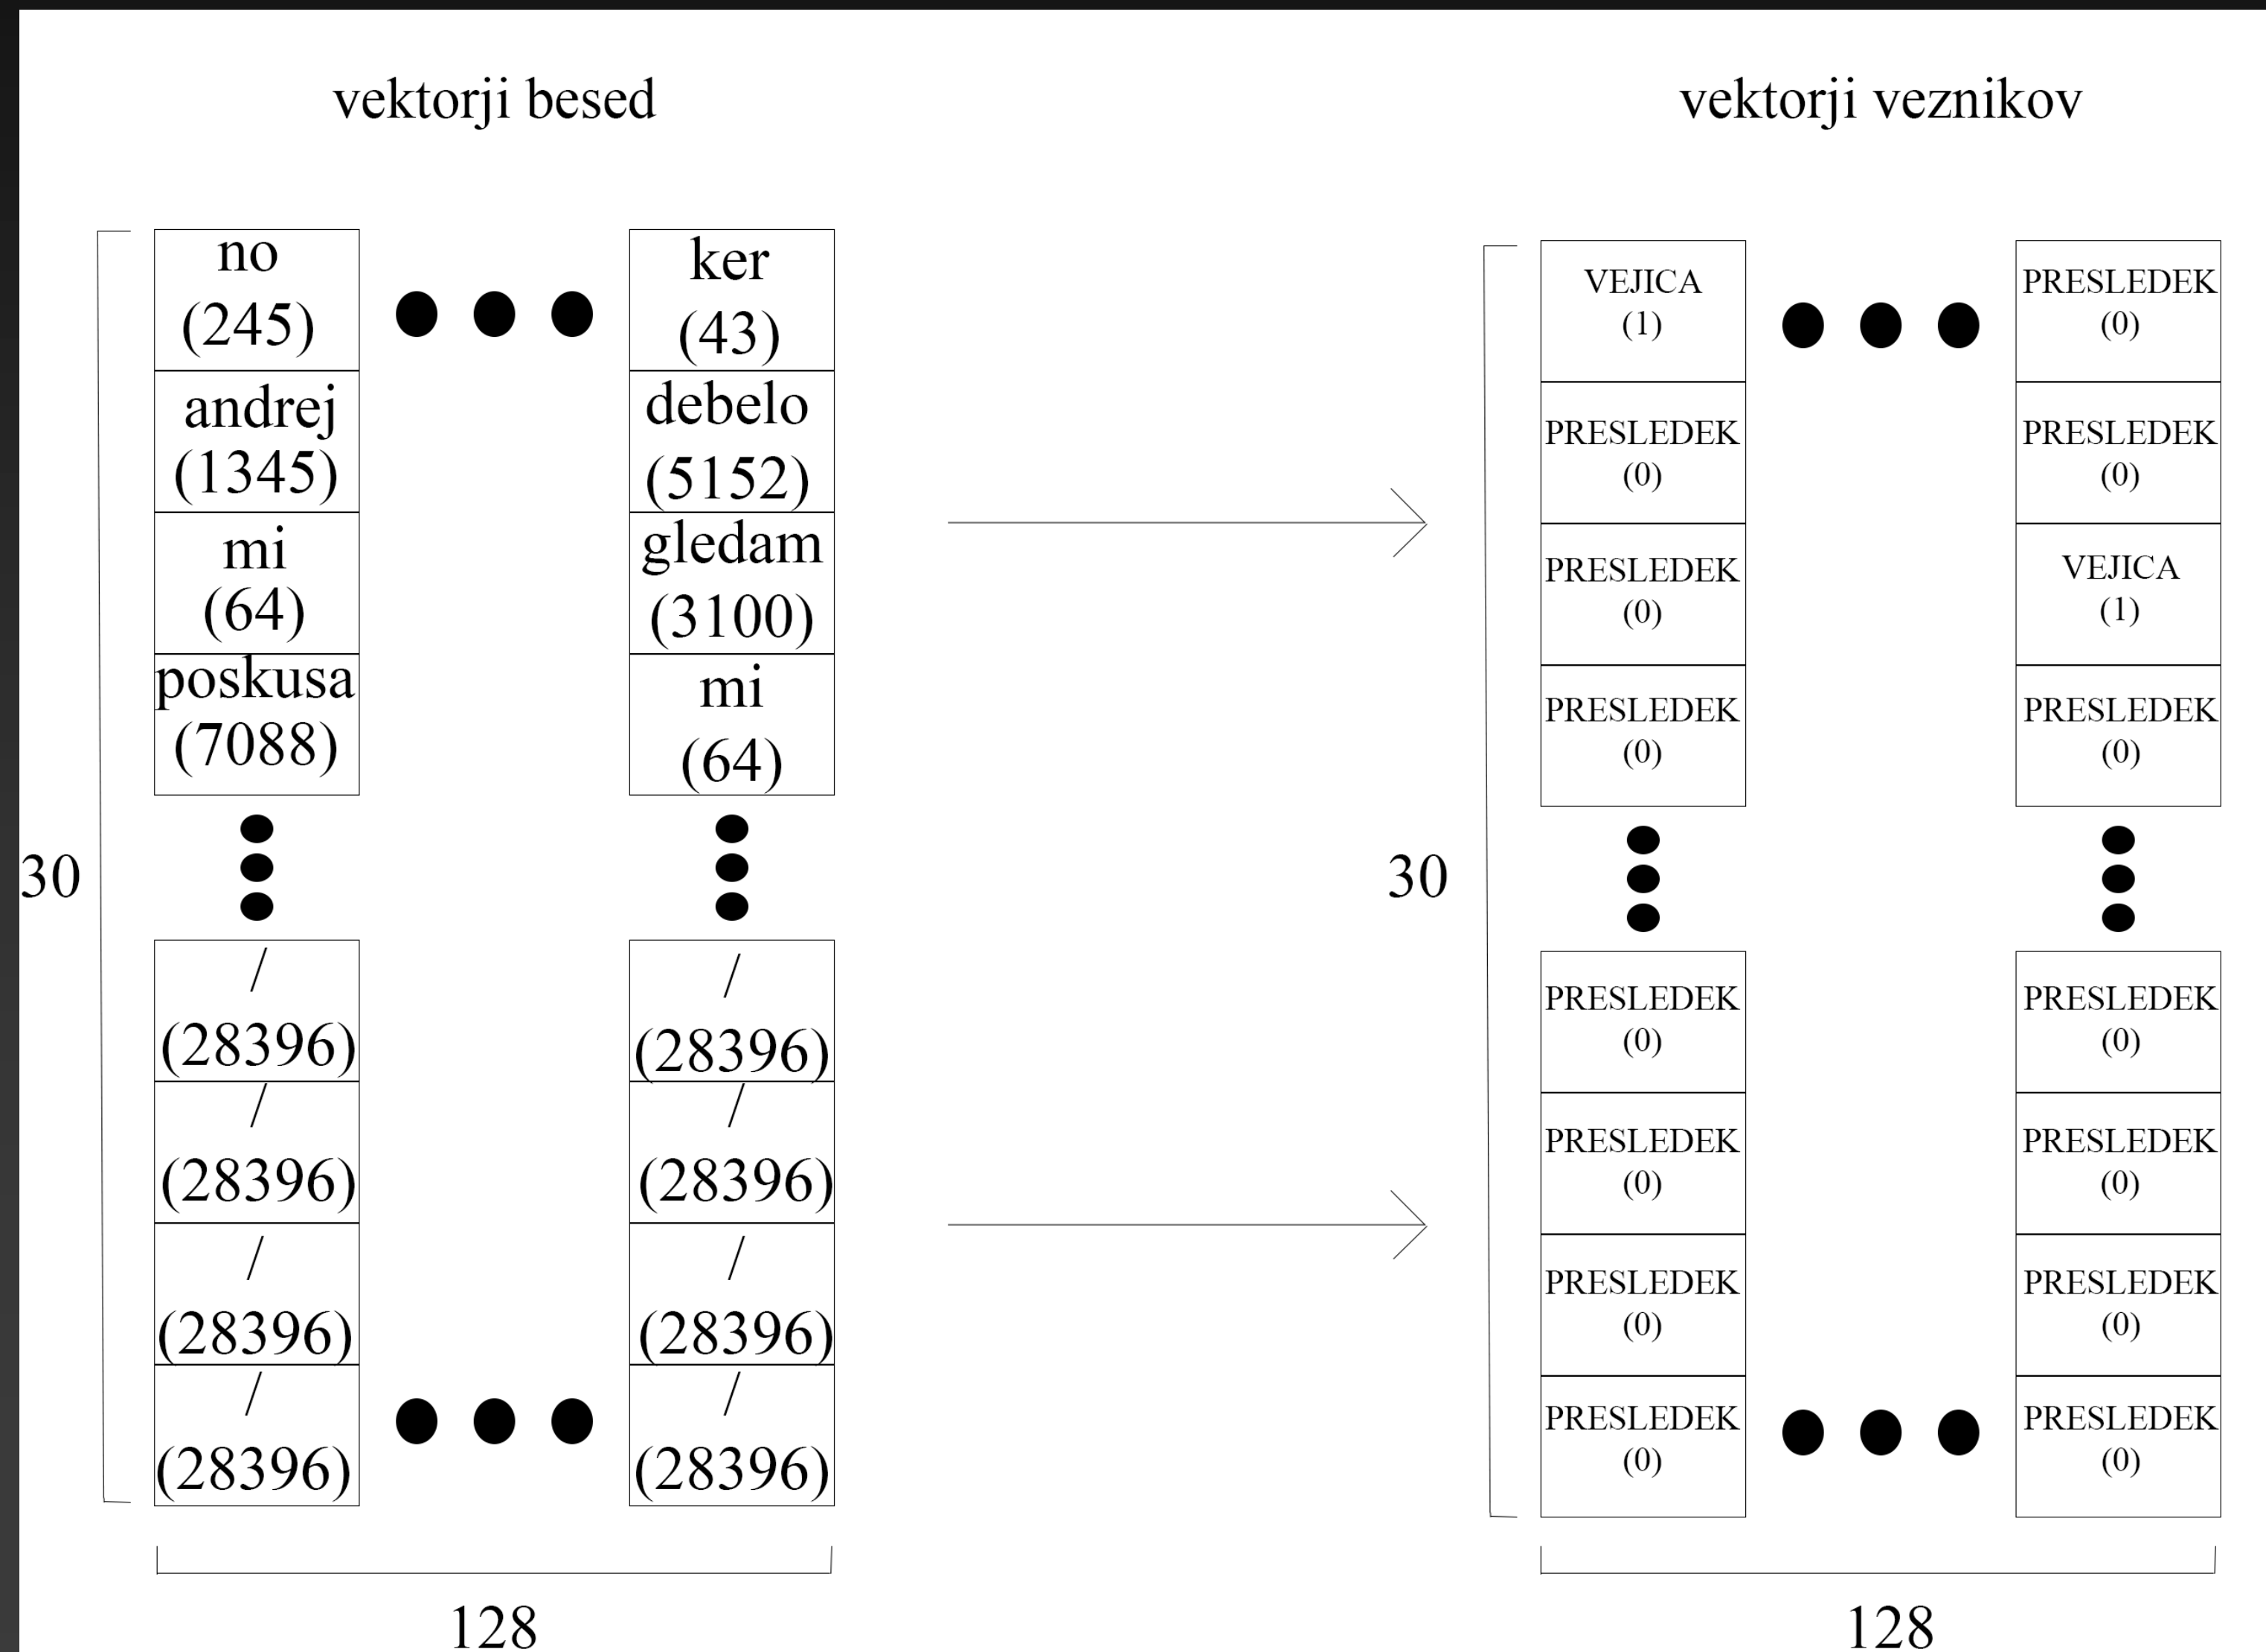 vektorji besed
no
(245)
andrej
(1345)
mi
(64)
poskusa
(7088)
/
(28396)
/
(28396)
/
(28396)
/
(28396)
ker
(43)
debelo
(5152)
gledam
(3100)
mi
(64)
/
(28396)
/
(28396)
/
(28396)
/
(28396)
30
128
vektorji veznikov
VEJICA
(1)
PRESLEDEK
(0)
PRESLEDEK
(0)
PRESLEDEK
(0)
PRESLEDEK
(0)
PRESLEDEK
(0)
PRESLEDEK
(0)
PRESLEDEK
(0)
PRESLEDEK
(0)
PRESLEDEK
(0)
VEJICA
(1)
PRESLEDEK
(0)
PRESLEDEK
(0)
PRESLEDEK
(0)
PRESLEDEK
(0)
PRESLEDEK
(0)
30
128